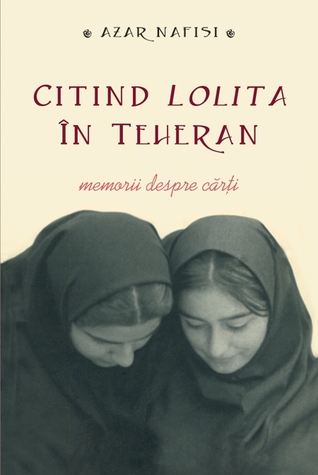 AZAR NAFISI
CITIND LOLITA
ÎN TEHERAN
memorii despre cărți